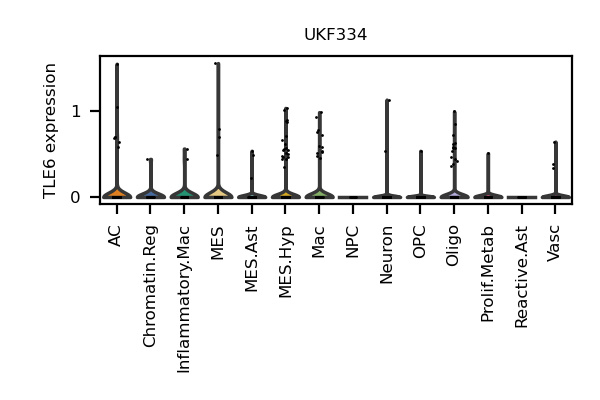 UKF334
TLE6 expression
1
0
AC
Chromatin.Reg
Inflammatory.Mac
MES
MES.Ast
MES.Hyp
Mac
NPC
Neuron
OPC
Oligo
Prolif.Metab
Reactive.Ast
Vasc